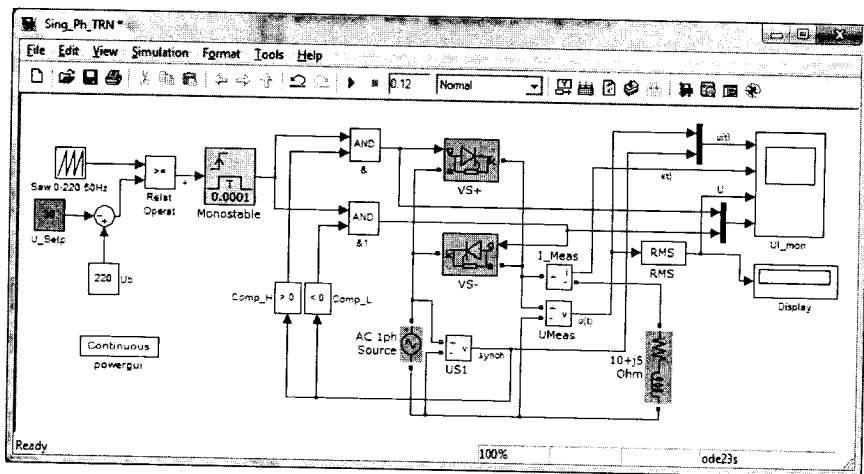 Sing_Ph_TRN *
File Edit View Simulation Format Tools Help
0.12 Normal
Saw 0-220 50Hz
>=
Relat
Operat
T
0.0001
Monostable
U_Setp
220
Ub
Continuous
powergui
AND
&
AND
&1
Comp_H
> 0
< 0
Comp_L
VS+
VS-
AC 1ph
Source
v
US1
synch
I_Meas
i
v
UMeas
u(t)
RMS
RMS
10+j5
Ohm
u(t)
i(t)
U
UI_mon
Display
Ready
100%
ode23s